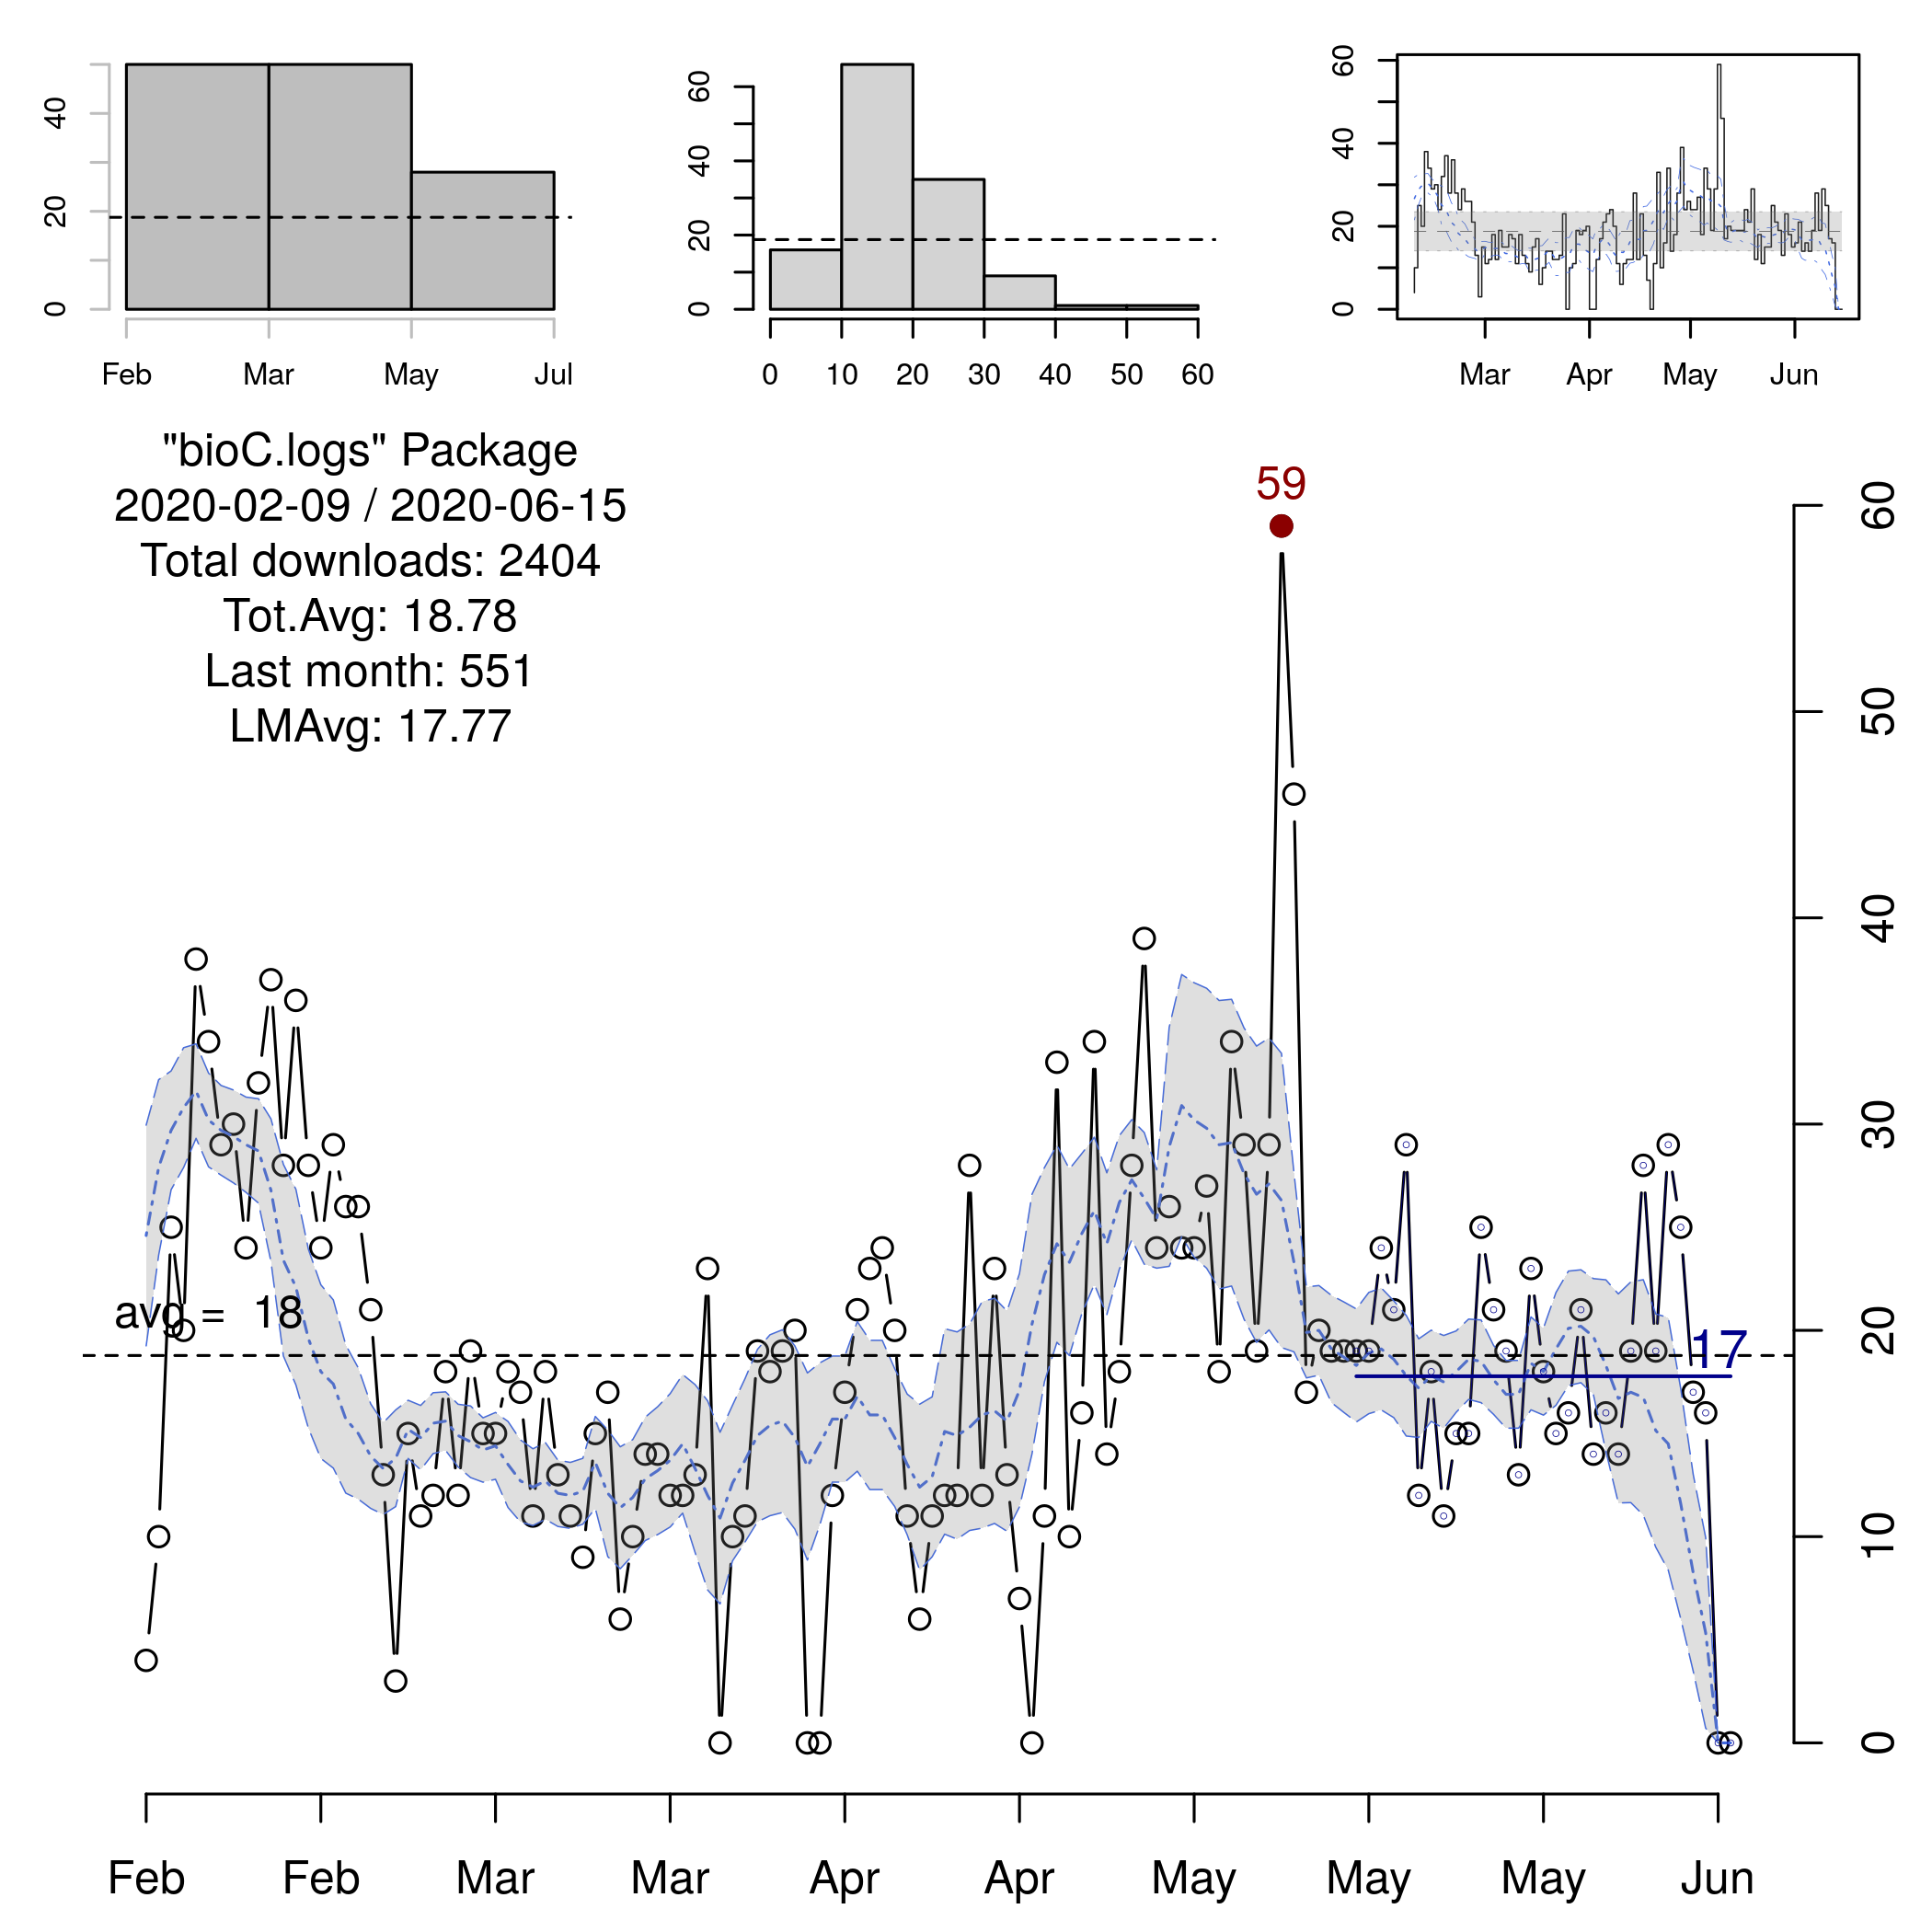 40
20
0
Feb Mar May Jul
60
40
20
0
0 10 20 30 40 50 60
60
40
20
0
Mar Apr May Jun
"bioC.logs" Package
2020-02-09 / 2020-06-15
Total downloads: 2404
Tot.Avg: 18.78
Last month: 551
LMAvg: 17.77
59
avg = 18
17
60
50
40
30
20
10
0
Feb Feb Mar Mar Apr Apr May May May Jun